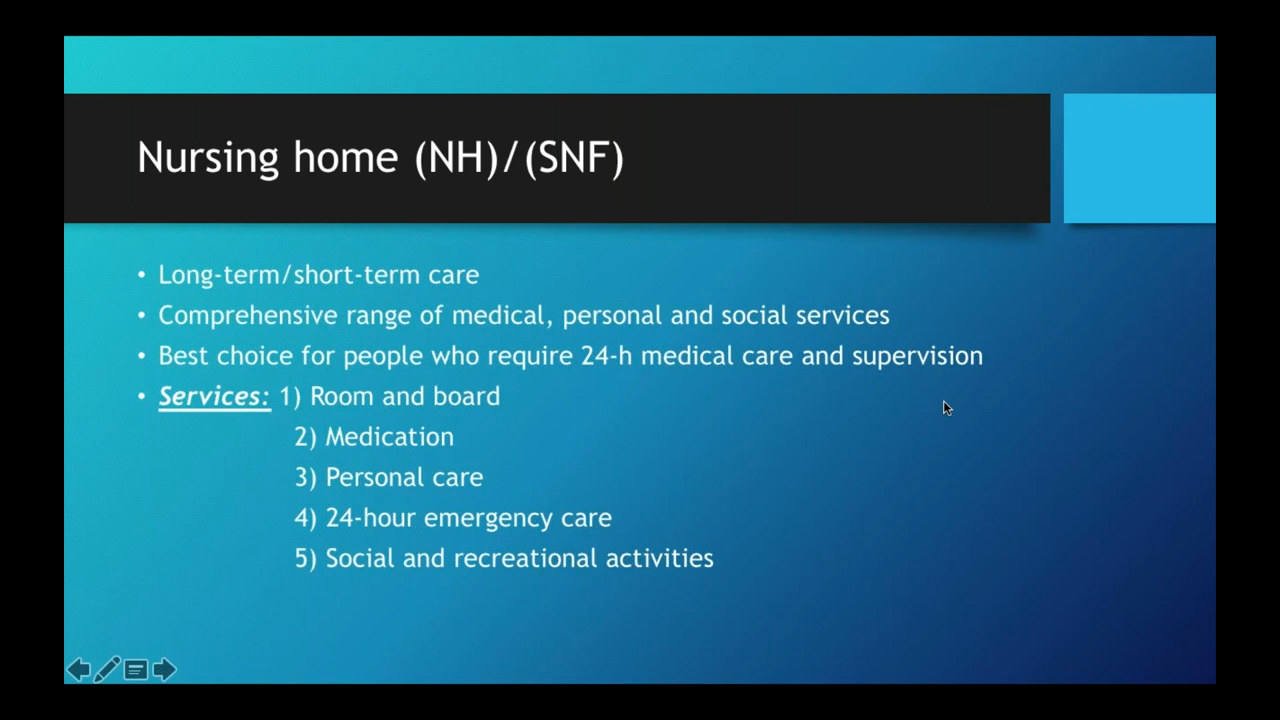 Nursing home (NH)/(SNF)
• Long-term/short-term care
• Comprehensive range of medical, personal and social services
• Best choice for people who require 24-h medical care and supervision
• Services: 1) Room and board
2) Medication
3) Personal care
4) 24-hour emergency care
5) Social and recreational activities